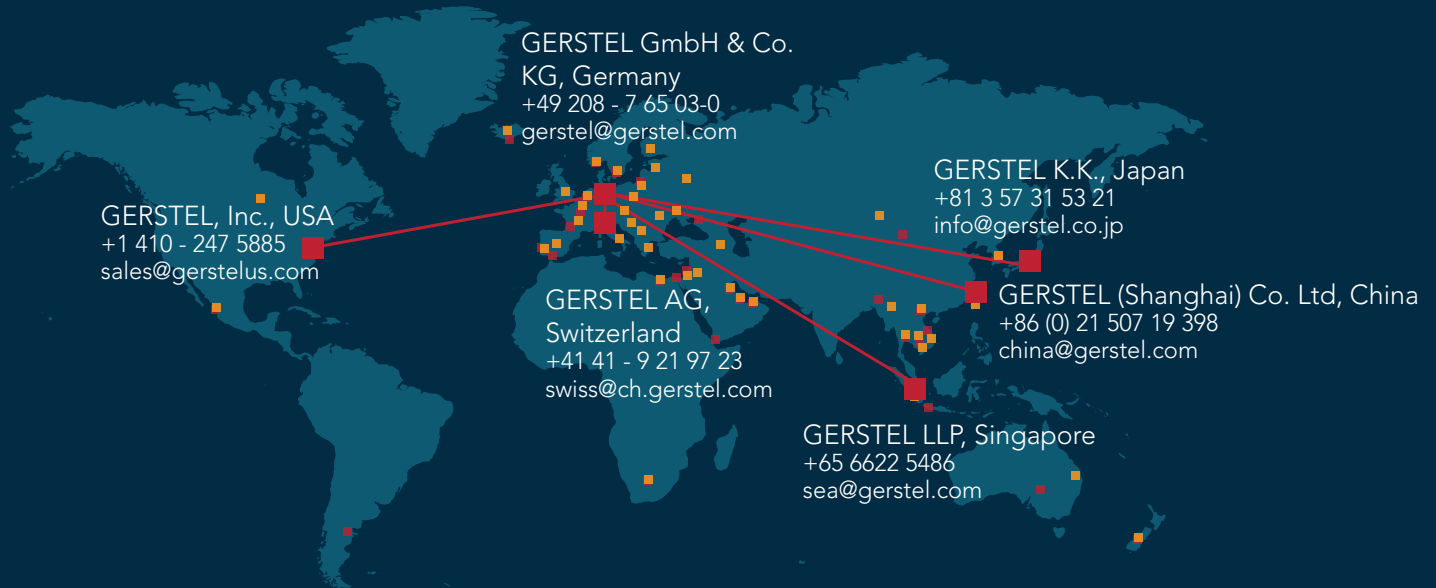 GERSTEL GmbH & Co.
KG, Germany
+49 208 - 7 65 03-0
gerstel@gerstel.com
GERSTEL K.K., Japan
+81 3 57 31 53 21
info@gerstel.co.jp
GERSTEL, Inc., USA
+1 410 - 247 5885
sales@gerstelus.com
GERSTEL AG,
Switzerland
+41 41 - 9 21 97 23
swiss@ch.gerstel.com
GERSTEL (Shanghai) Co. Ltd, China
+86 (0) 21 507 19 398
china@gerstel.com
GERSTEL LLP, Singapore
+65 6622 5486
sea@gerstel.com